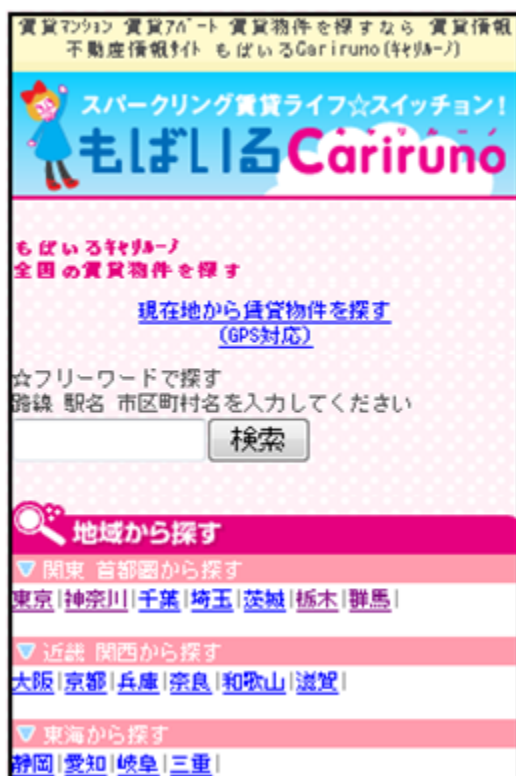 賃貸ﾏﾝｼｮﾝ 賃貸ｱﾊﾟｰﾄ 賃貸物件を探すなら 賃貸情報
不動産情報ｻｲﾄ もばいるCariruno(ｷｬﾘﾙｰﾉ)
スパークリング賃貸ライフ☆スイッチョン！
もばいるCariruno
もばいるｷｬﾘﾙｰﾉ
全国の賃貸物件を探す
現在地から賃貸物件を探す
(GPS対応)
☆フリーワードで探す
路線 駅名 市区町村名を入力してください
検索
地域から探す
▼ 関東 首都圏から探す
東京|神奈川|千葉|埼玉|茨城|栃木|群馬|
▼ 近畿 関西から探す
大阪|京都|兵庫|奈良|和歌山|滋賀|
▼ 東海から探す
静岡|愛知|岐阜|三重|